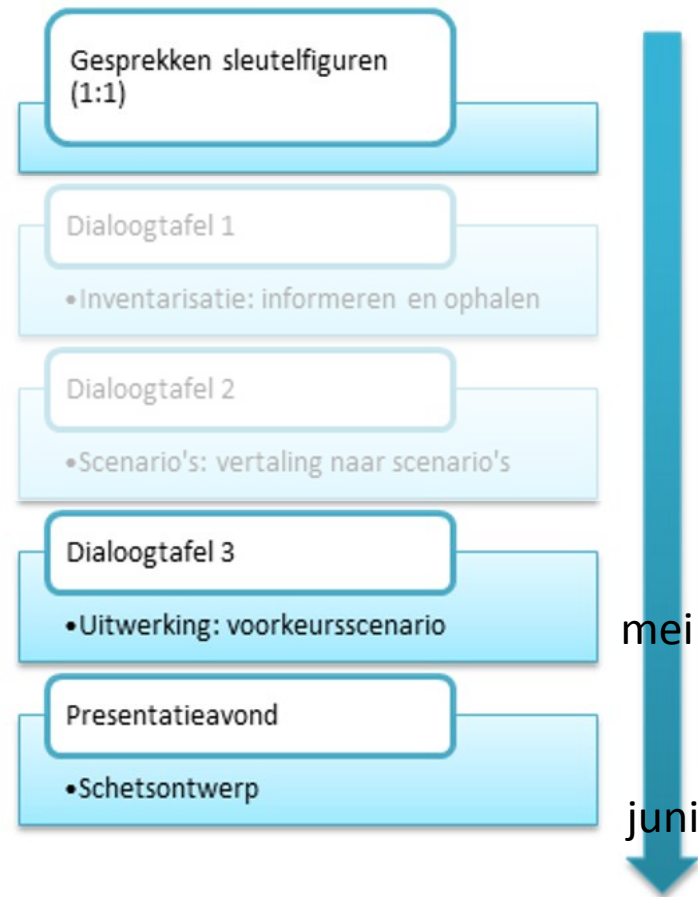 Gesprekken sleutelfiguren
(1:1)
Dialoogtafel 1
•Inventarisatie: informeren en ophalen
Dialoogtafel 2
•Scenario's: vertaling naar scenario's
Dialoogtafel 3
•Uitwerking: voorkeursscenario
mei
Presentatieavond
•Schetsontwerp
juni